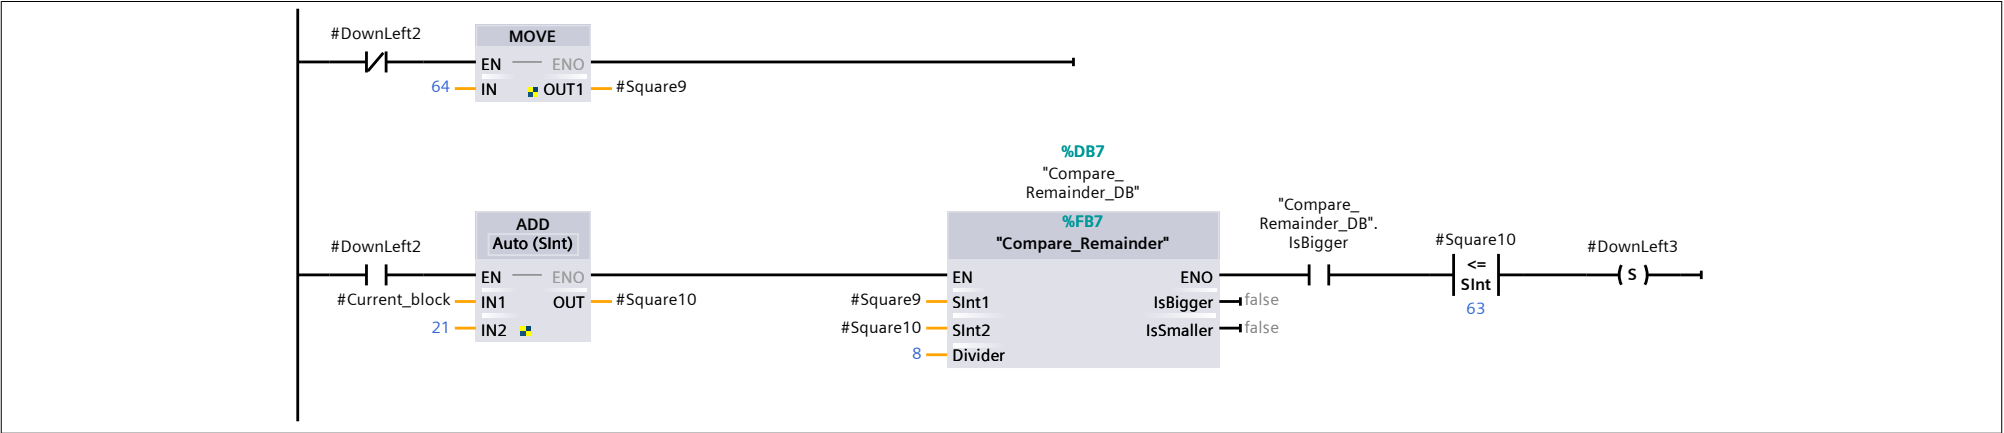 #DownLeft2
MOVE
EN
ENO
64
IN
OUT1
#Square9
%DB7
"Compare_
Remainder_DB"
#DownLeft2
ADD
Auto (SInt)
EN
ENO
#Current_block
IN1
OUT
#Square10
21
IN2
%FB7
"Compare_Remainder"
EN
ENO
#Square9
SInt1
IsBigger
false
#Square10
SInt2
IsSmaller
false
8
Divider
"Compare_
Remainder_DB".
IsBigger
#Square10
<=
SInt
63
#DownLeft3
S